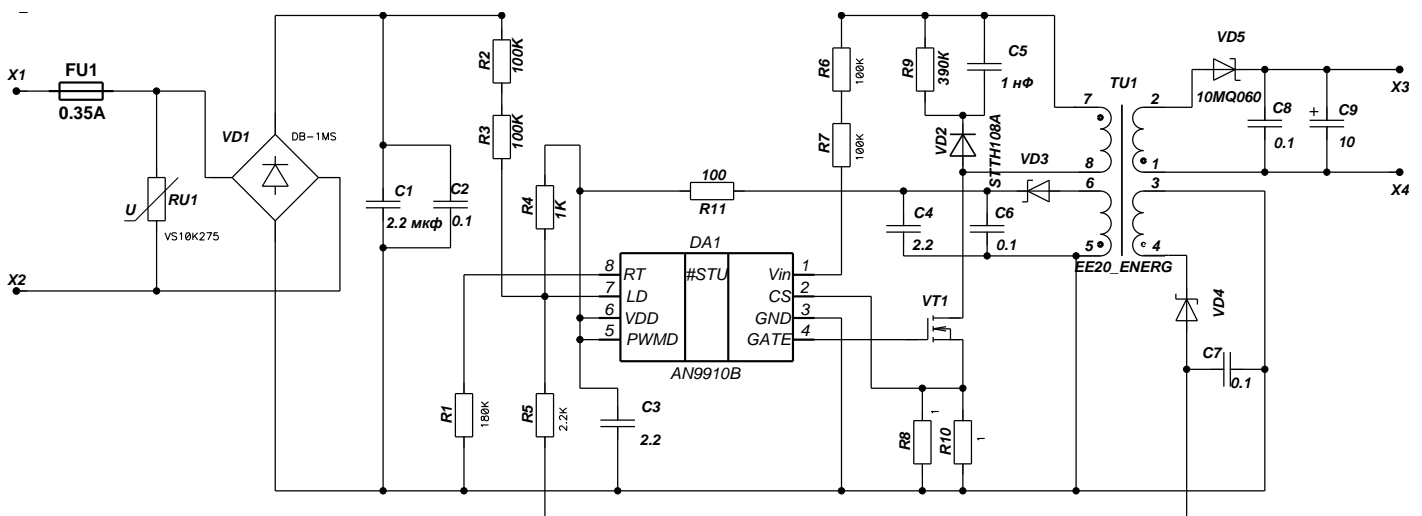 X1
FU1
0.35A
X2
U
RU1
VS10K275
VD1
DB-1MS
C1
2.2 мкф
C2
0.1
R2
100K
R3
100K
R4
1K
R1
180K
R5
2.2K
C3
2.2
100
R11
DA1
#STU
8 RT
7 LD
6 VDD
5 PWMD
Vin 1
CS 2
GND 3
GATE 4
AN9910B
R6
100K
R7
100K
R9
390K
C5
1 нФ
VD2
STTH108A
VD3
C4
2.2
C6
0.1
VT1
R8
1
R10
1
TU1
7
8
6
5
2
1
3
4
EE20_ENERG
VD5
10MQ060
C8
0.1
+
C9
10
X3
X4
VD4
C7
0.1